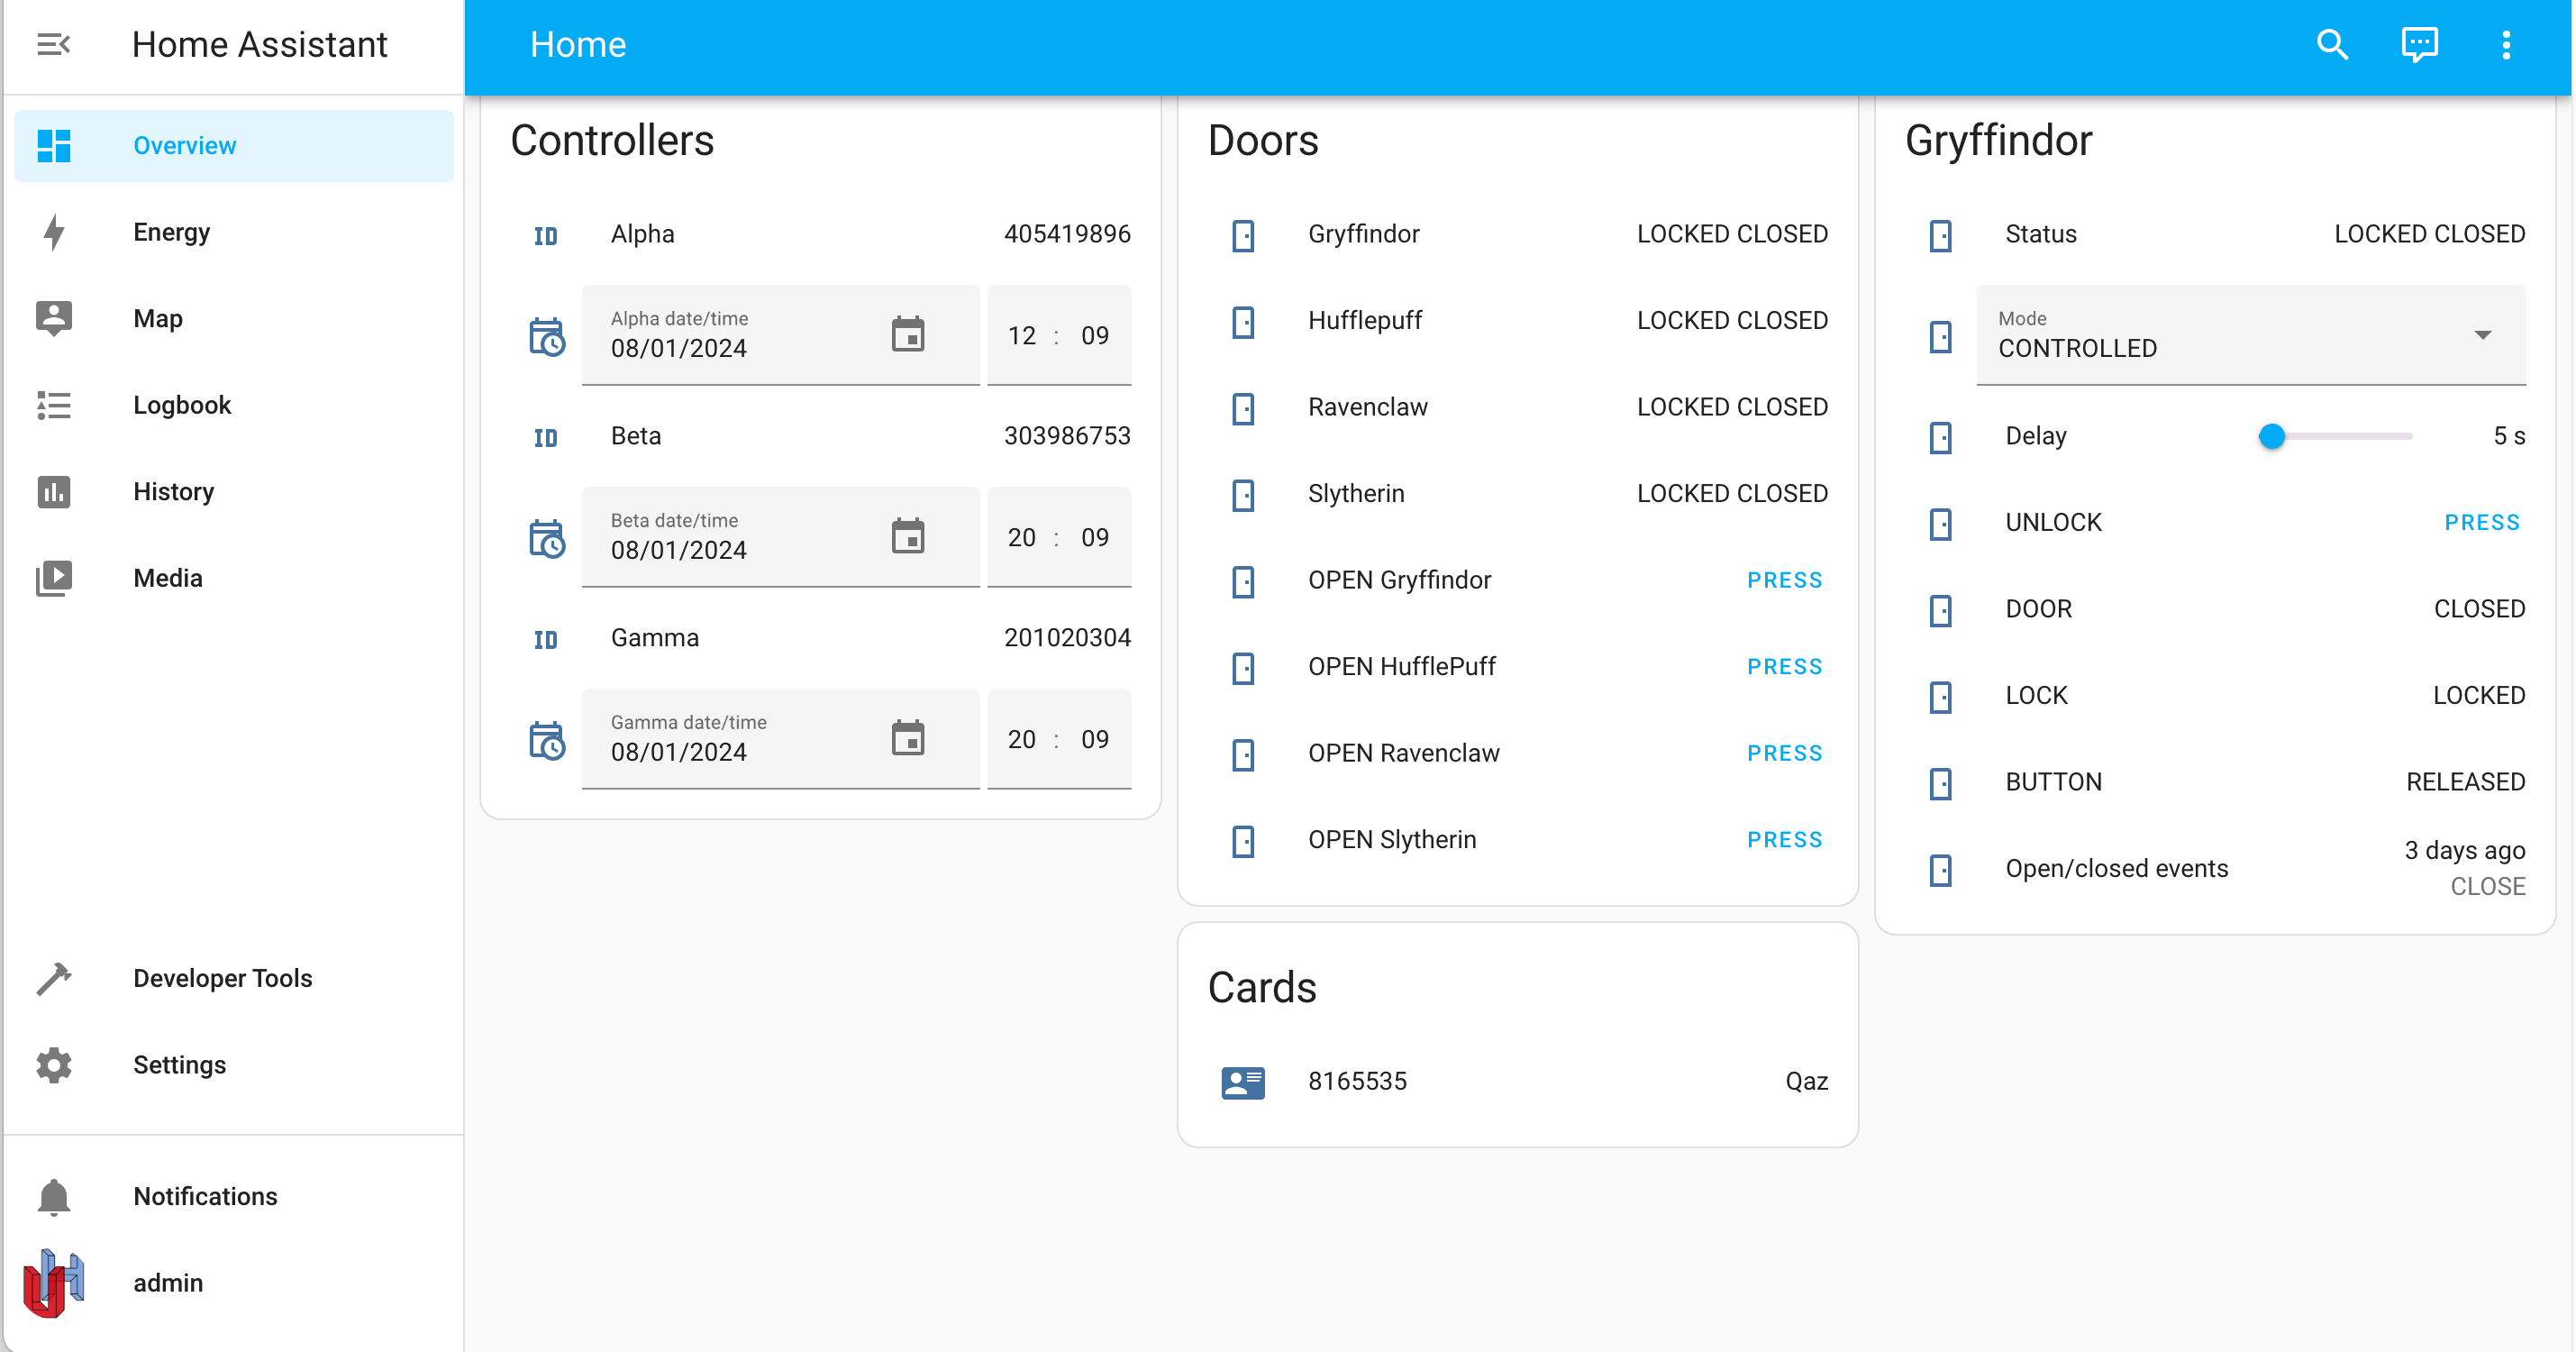 Home Assistant
Overview
Energy
Map
Logbook
History
Media
Developer Tools
Settings
Notifications
admin
Home
Controllers
Alpha 405419896
Alpha date/time
08/01/2024 12 : 09
Beta 303986753
Beta date/time
08/01/2024 20 : 09
Gamma 201020304
Gamma date/time
08/01/2024 20 : 09
Doors
Gryffindor LOCKED CLOSED
Hufflepuff LOCKED CLOSED
Ravenclaw LOCKED CLOSED
Slytherin LOCKED CLOSED
OPEN Gryffindor PRESS
OPEN HufflePuff PRESS
OPEN Ravenclaw PRESS
OPEN Slytherin PRESS
Cards
8165535 Qaz
Gryffindor
Status LOCKED CLOSED
Mode
CONTROLLED
Delay 5 s
UNLOCK PRESS
DOOR CLOSED
LOCK LOCKED
BUTTON RELEASED
Open/closed events 3 days ago
CLOSE